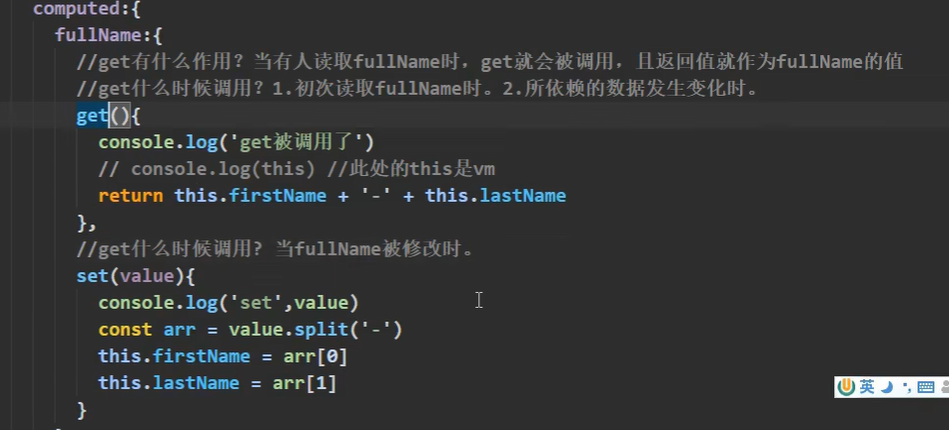 computed:{
fullName:{
//get有什么作用？当有人读取fullName时，get就会被调用，且返回值就作为fullName的值
//get什么时候调用？1.初次读取fullName时。2.所依赖的数据发生变化时。
get(){
console.log('get被调用了')
// console.log(this) //此处的this是vm
return this.firstName + '-' + this.lastName
},
//get什么时候调用? 当fullName被修改时。
set(value){
console.log('set',value)
const arr = value.split('-')
this.firstName = arr[0]
this.lastName = arr[1]
}
英